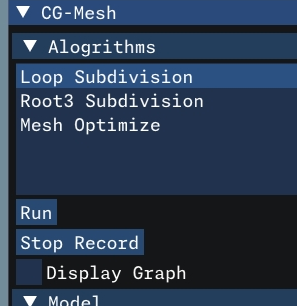 CG-Mesh
Alogrithms
Loop Subdivision
Root3 Subdivision
Mesh Optimize
Run
Stop Record
Display Graph
Model